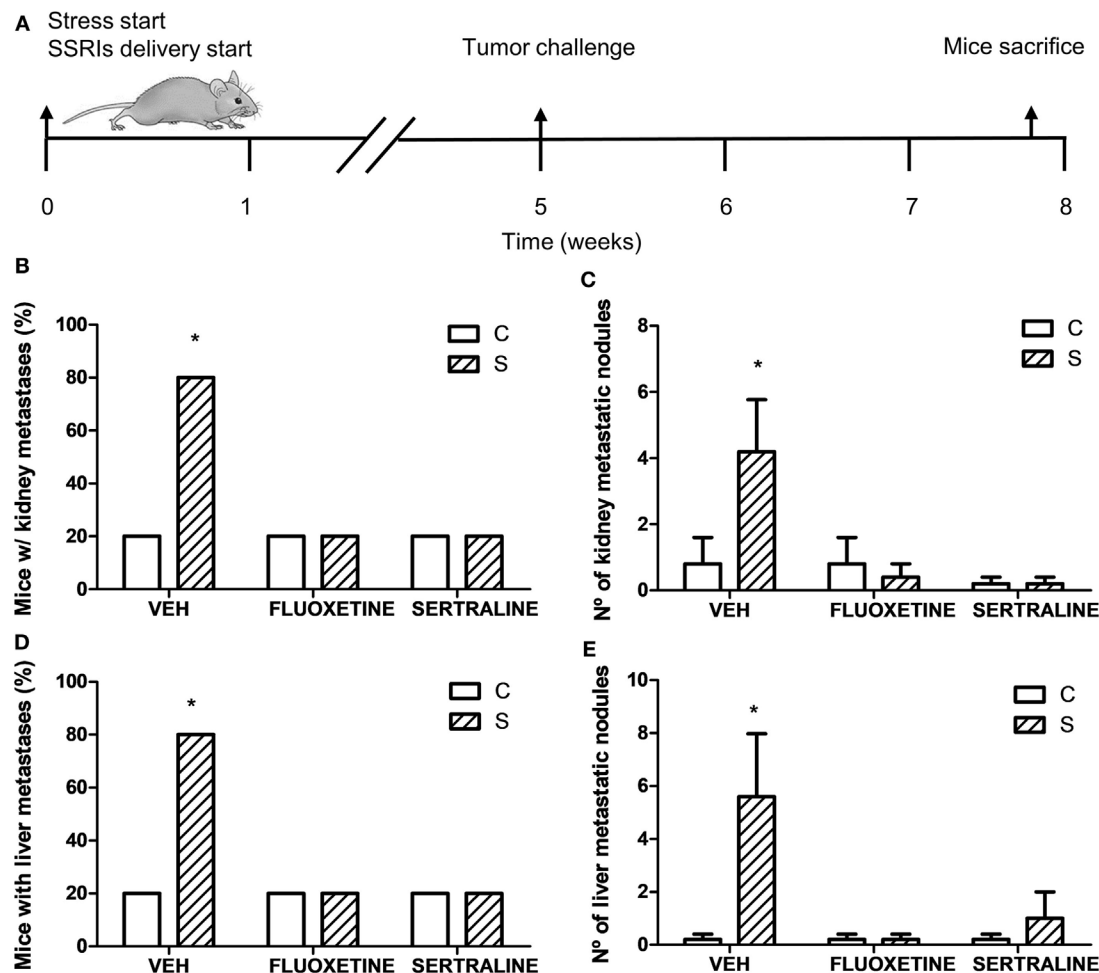 A
Stress start
SSRIs delivery start
Tumor challenge
Mice sacrifice
0 1 5 6 7 8
Time (weeks)
B
Mice w/ kidney metastases (%)
100
80
60
40
20
0
*
C
S
VEH FLUOXETINE SERTRALINE
C
Nº of kidney metastatic nodules
8
6
4
2
0
*
C
S
VEH FLUOXETINE SERTRALINE
D
Mice with liver metastases (%)
100
80
60
40
20
0
*
C
S
VEH FLUOXETINE SERTRALINE
E
Nº of liver metastatic nodules
10
8
6
4
2
0
*
C
S
VEH FLUOXETINE SERTRALINE